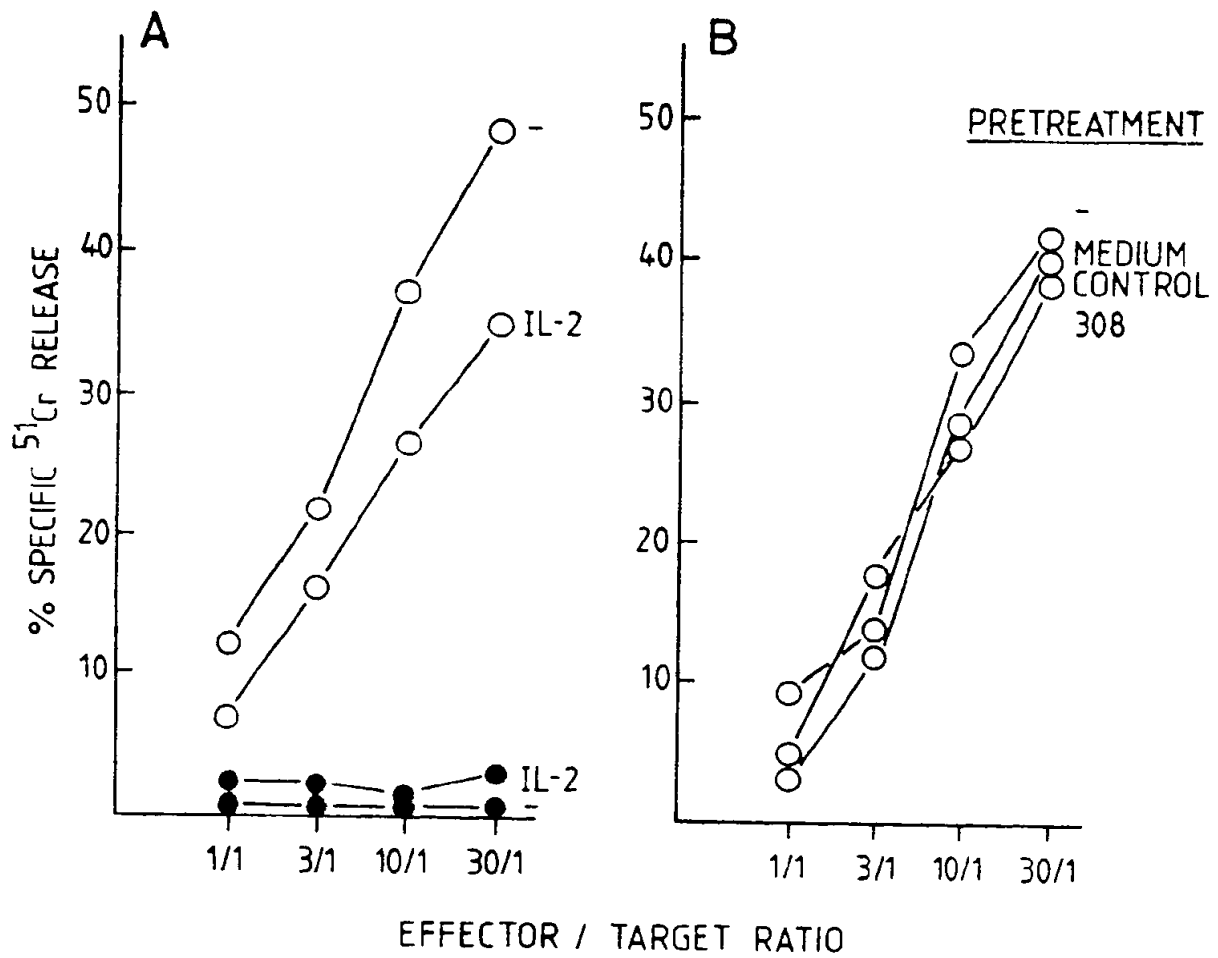 A
50
40
30
20
10
% SPECIFIC 51Cr RELEASE
-
IL-2
IL-2
-
1/1 3/1 10/1 30/1
B
50
40
30
20
10
PRETREATMENT
-
MEDIUM
CONTROL
308
1/1 3/1 10/1 30/1
EFFECTOR / TARGET RATIO